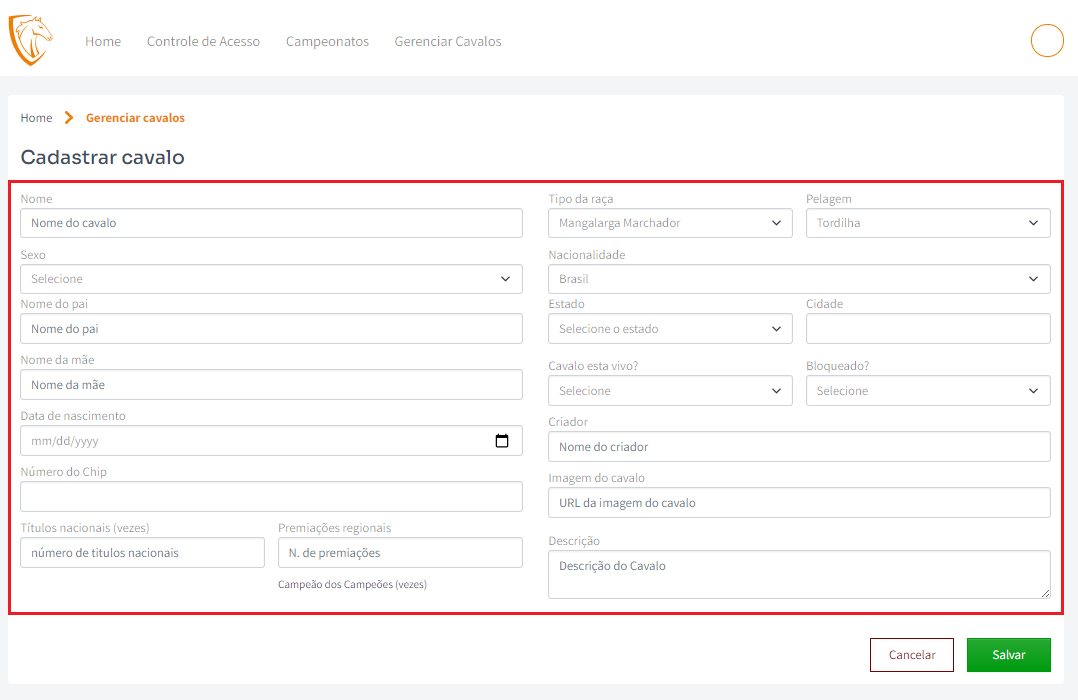 Home
Controle de Acesso
Campeonatos
Gerenciar Cavalos
Home
Gerenciar cavalos
Cadastrar cavalo
Nome
Nome do cavalo
Sexo
Selecione
Nome do pai
Nome do pai
Nome da mãe
Nome da mãe
Data de nascimento
mm/dd/yyyy
Número do Chip
Títulos nacionais (vezes)
número de titulos nacionais
Premiações regionais
N. de premiações
Campeão dos Campeões (vezes)
Tipo da raça
Mangalarga Marchador
Pelagem
Tordilha
Nacionalidade
Brasil
Estado
Selecione o estado
Cidade
Cavalo esta vivo?
Selecione
Bloqueado?
Selecione
Criador
Nome do criador
Imagem do cavalo
URL da imagem do cavalo
Descrição
Descrição do Cavalo
Cancelar
Salvar